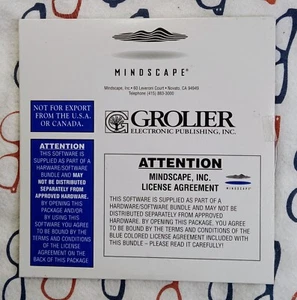 MINDSCAPE®
Mindscape, Inc • 60 Leveroni Court • Novato, CA 94949
Telephone (415) 883-3000
NOT FOR EXPORT
FROM THE U.S.A.
OR CANADA.
GROLIER
ELECTRONIC PUBLISHING, INC.
ATTENTION
THIS SOFTWARE IS
SUPPLIED AS PART OF A
HARWARE/SOFTWARE
BUNDLE AND MAY
NOT BE DISTRIBUTED
SEPARATELY FROM
APPROVED HARDWARE.
BY OPENING THIS
PACKAGE AND/OR
BY USING THIS
SOFTWARE YOU AGREE
TO BE BOUND BY THE
TERMS AND CONDITIONS
OF THE LICENSE
AGREEMENT ON THE
BACK OF THIS PACKAGE
ATTENTION
MINDSCAPE, INC.
LICENSE AGREEMENT
MINDSCAPE
THIS SOFTWARE IS SUPPLIED AS PART OF A
HARDWARE/SOFTWARE BUNDLE AND MAY NOT BE
DISTRIBUTED SEPARATELY FROM APPROVED
HARDWARE. BY OPENING THIS PACKAGE, YOU AGREE
TO BE BOUND BY THE TERMS AND CONDITIONS OF THE
BLUE COLORED LICENSE AGREEMENT INCLUDED WITH
THIS BUNDLE – PLEASE READ IT CAREFULLY!